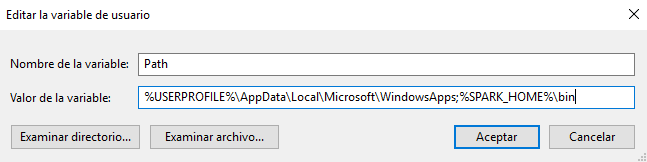 Editar la variable de usuario
Nombre de la variable: Path
Valor de la variable: %USERPROFILE%\AppData\Local\Microsoft\WindowsApps;%SPARK_HOME%\bin
Examinar directorio... Examinar archivo... Aceptar Cancelar